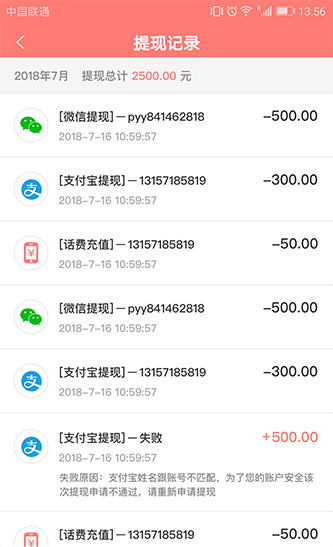 中国联通 13:56
提现记录
2018年7月 提现总计 2500.00 元
[微信提现]－pyy841462818 -500.00
2018-7-16 10:59:57
[支付宝提现]－13157185819 -300.00
2018-7-16 10:59:57
[话费充值]－13157185819 -50.00
2018-7-16 10:59:57
[微信提现]－pyy841462818 -500.00
2018-7-16 10:59:57
[支付宝提现]－13157185819 -300.00
2018-7-16 10:59:57
[支付宝提现]－失败 +500.00
2018-7-16 10:59:57
失败原因：支付宝姓名跟账号不匹配，为了您的账户安全该
次提现申请不通过，请重新申请提现
[话费充值]－13157185819 -50.00